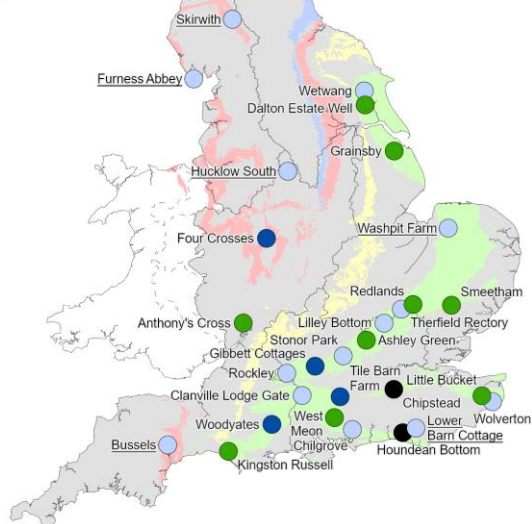 Skirwith
Furness Abbey
Wetwang
Dalton Estate Well
Grainsby
Hucklow South
Washpit Farm
Four Crosses
Redlands
Smeetham
Anthony's Cross
Lilley Bottom
Therfield Rectory
Stonor Park
Ashley Green
Gibbett Cottages
Rockley
Tile Barn
Farm
Little Bucket
Clanville Lodge Gate
Chipstead
Woodyates
West
Meon
Wolverton
Lower
Barn Cottage
Chilgrove
Bussels
Houndean Bottom
Kingston Russell